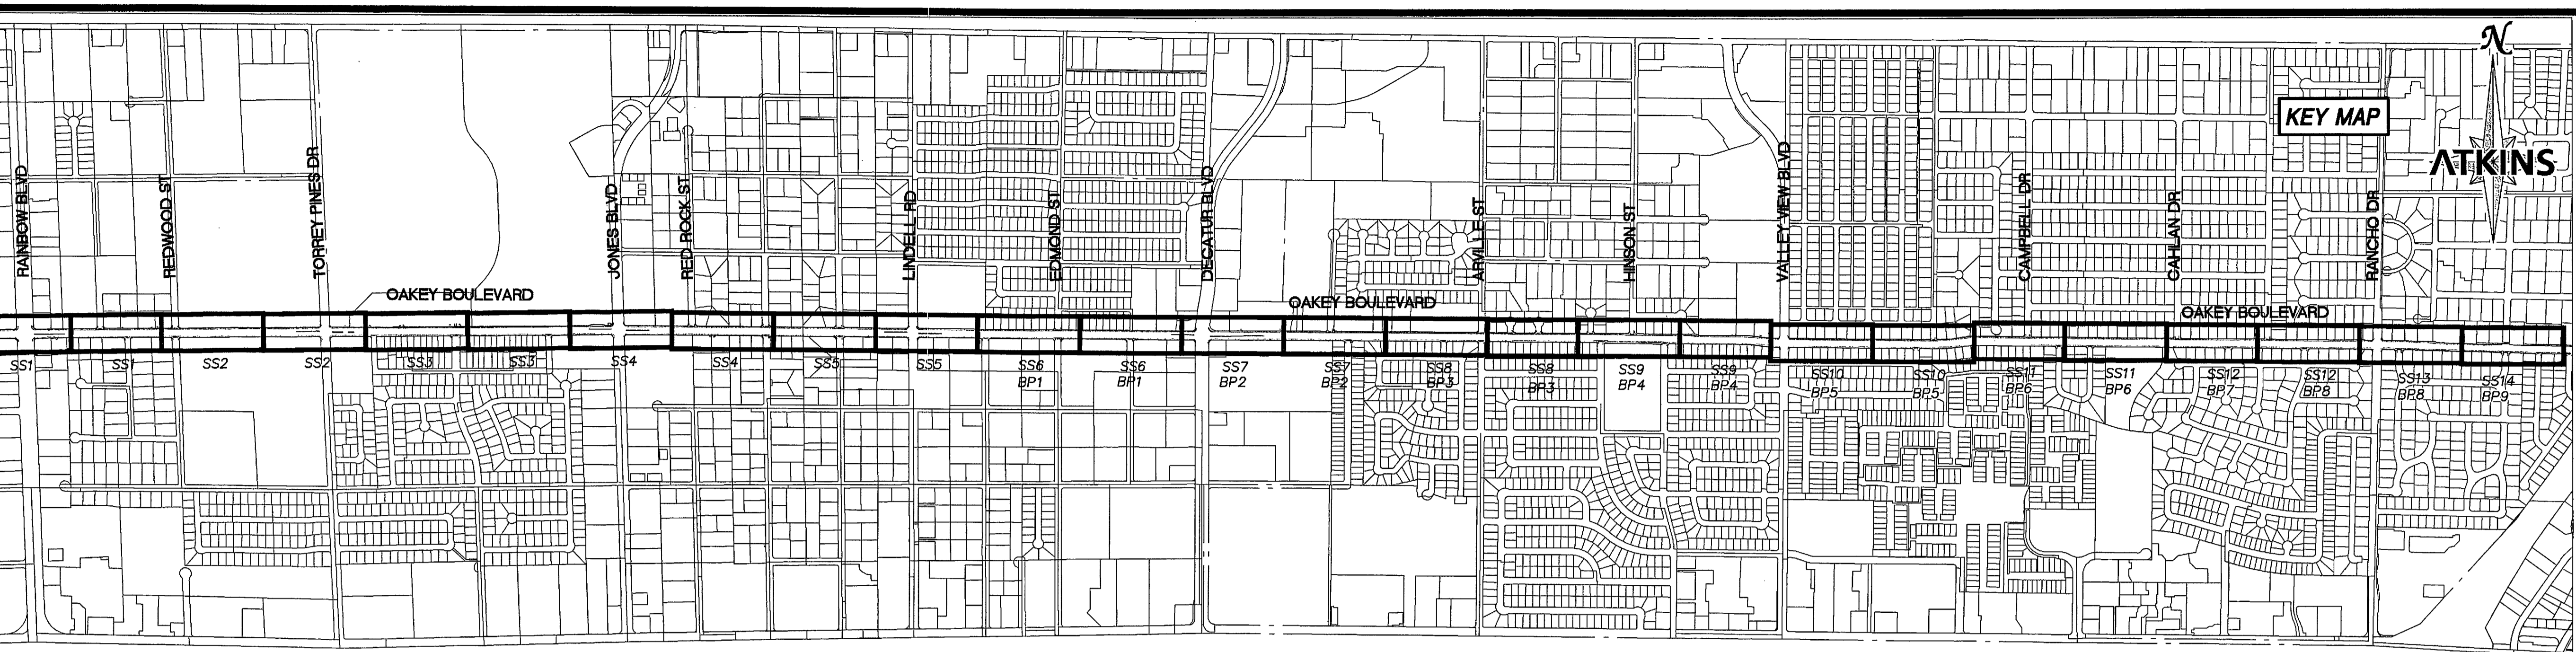 N
KEY MAP
ATKINS
RAINBOW BLVD
REDWOOD ST
TORREY PINES DR
JONES BLVD
RED ROCK ST
LINDELL RD
EDMOND ST
DECATUR BLVD
ARVILLE ST
HINSON ST
VALLEY VIEW BLVD
CAMPBELL DR
CAHLAN DR
RANCHO DR
OAKEY BOULEVARD
OAKEY BOULEVARD
OAKEY BOULEVARD
SS1
SS1
SS2
SS2
SS3
SS3
SS4
SS4
SS5
SS5
SS6
BP1
SS6
BP1
SS7
BP2
SS7
BP2
SS8
BP3
SS8
BP3
SS9
BP4
SS9
BP4
SS10
BP5
SS10
BP5
SS11
BP6
SS11
BP6
SS12
BP7
SS12
BP8
SS13
BP8
SS14
BP9